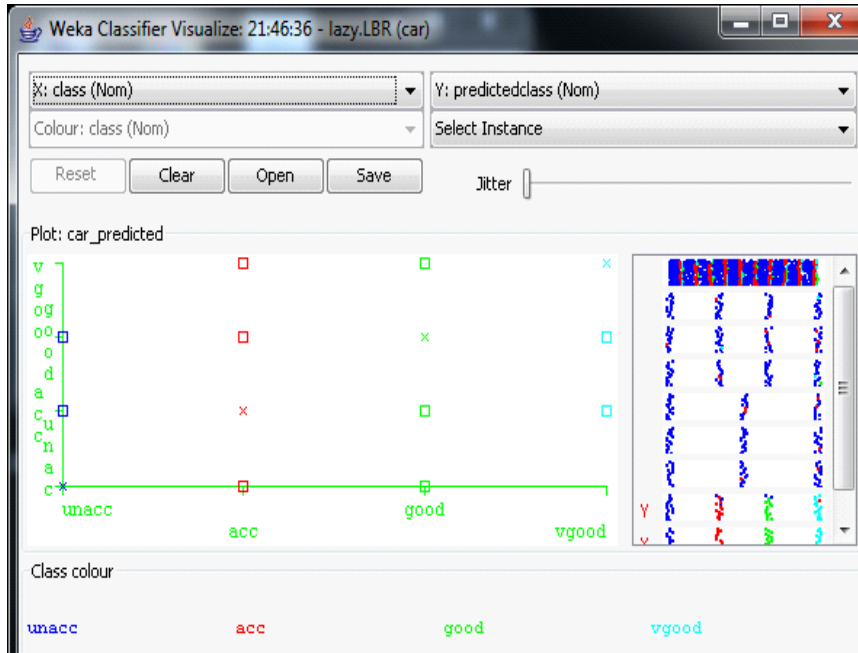 Weka Classifier Visualize: 21:46:36 - lazy.LBR (car)
X: class (Nom)
Y: predictedclass (Nom)
Colour: class (Nom)
Select Instance
Reset
Clear
Open
Save
Jitter
Plot: car_predicted
unacc
acc
good
vgood
Y
X
Class colour
unacc
acc
good
vgood